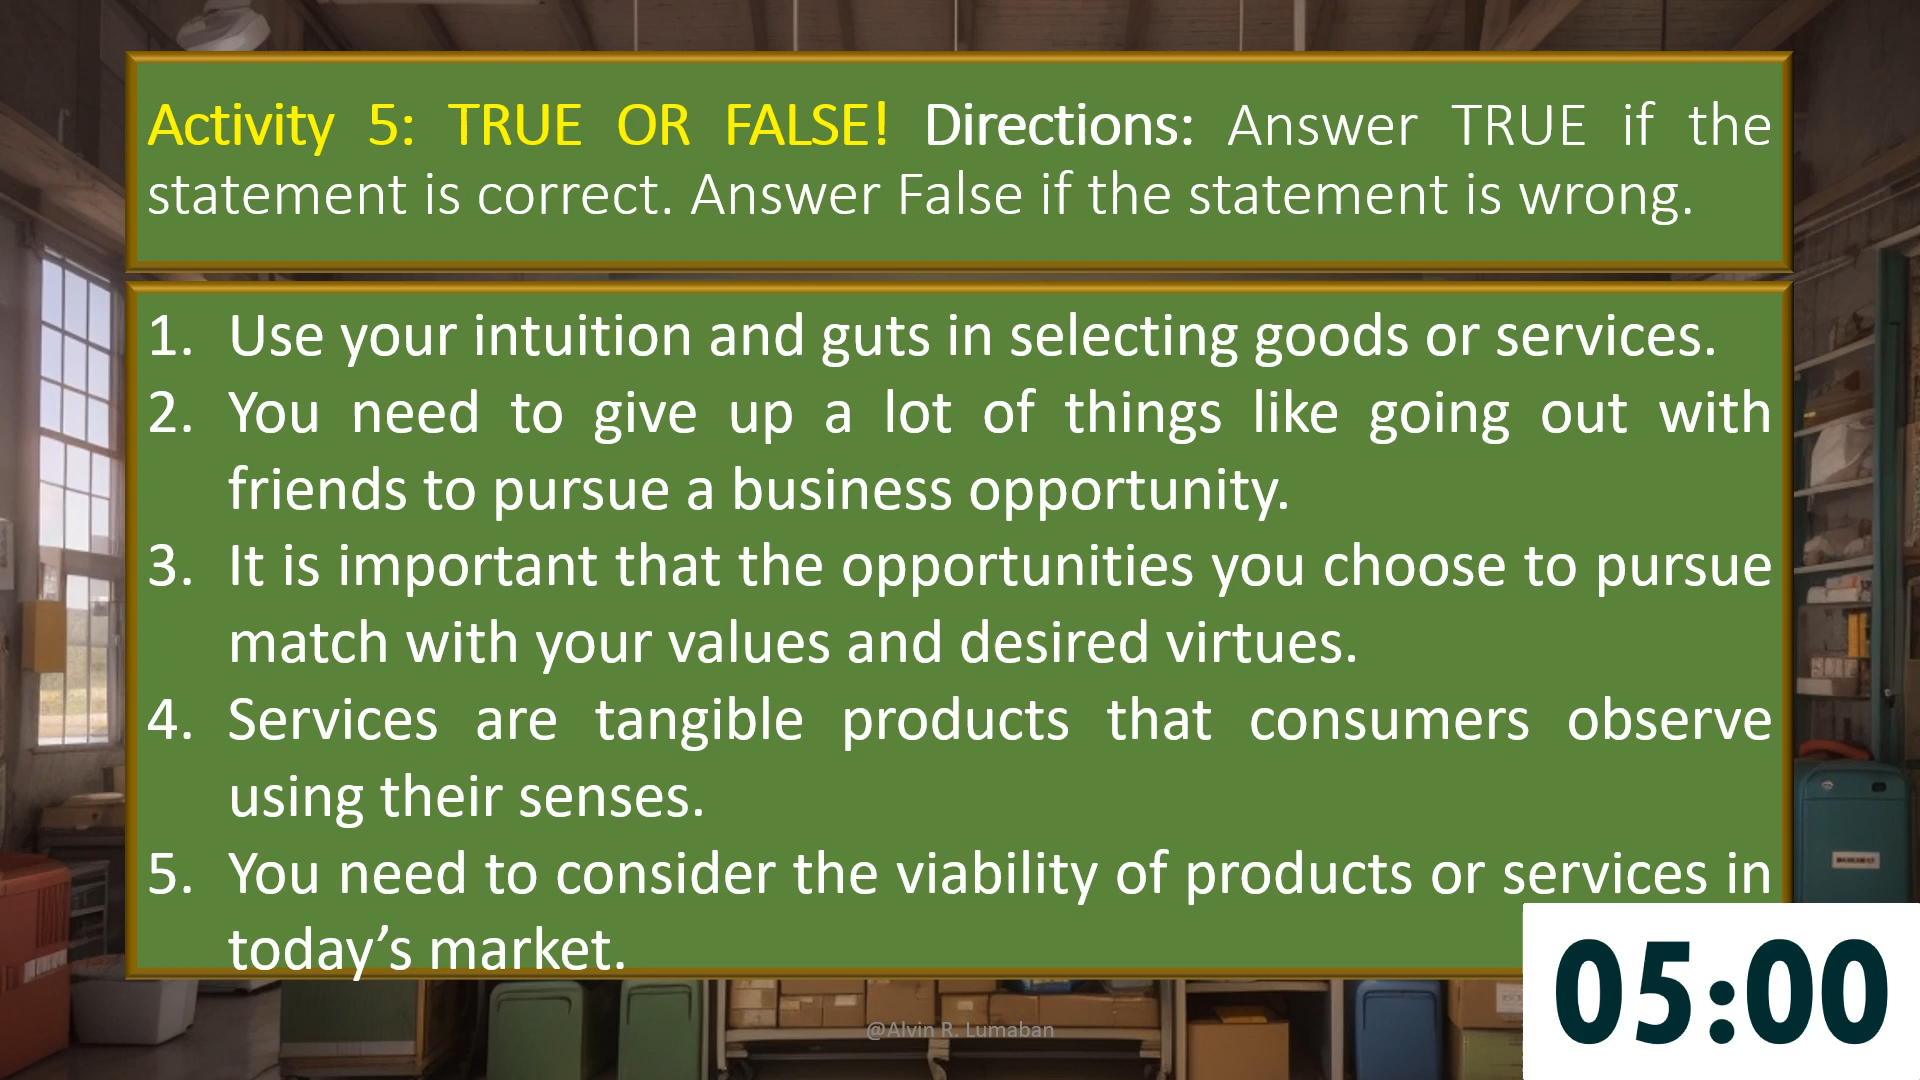 Activity 5: TRUE OR FALSE! Directions: Answer TRUE if the
statement is correct. Answer False if the statement is wrong.
1. Use your intuition and guts in selecting goods or services.
2. You need to give up a lot of things like going out with
friends to pursue a business opportunity.
3. It is important that the opportunities you choose to pursue
match with your values and desired virtues.
4. Services are tangible products that consumers observe
using their senses.
5. You need to consider the viability of products or services in
today’s market.
05:00
@Alvin R. Lumaban